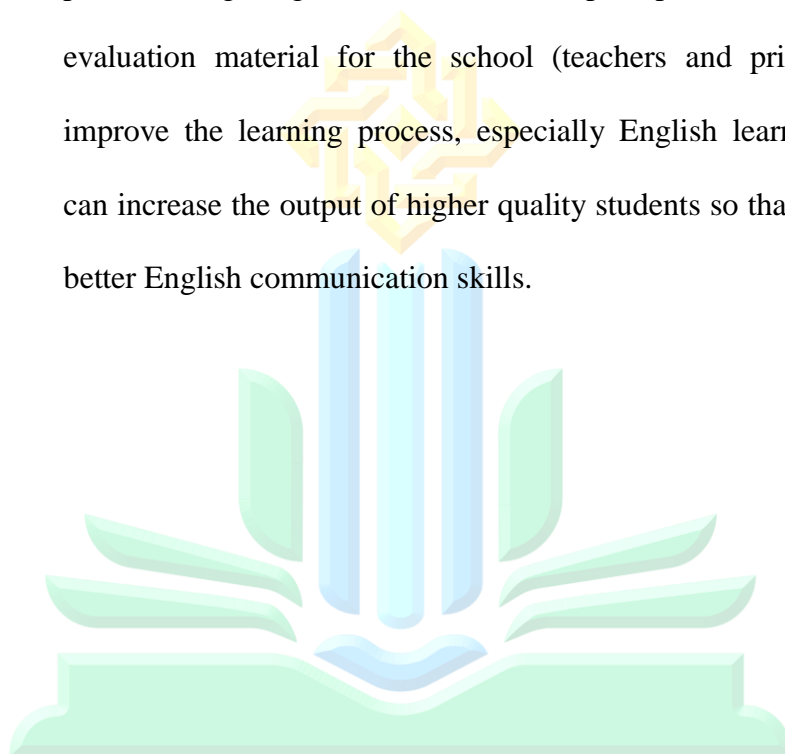 evaluation material for the school (teachers and pri
improve the learning process, especially English learn
can increase the output of higher quality students so tha
better English communication skills.